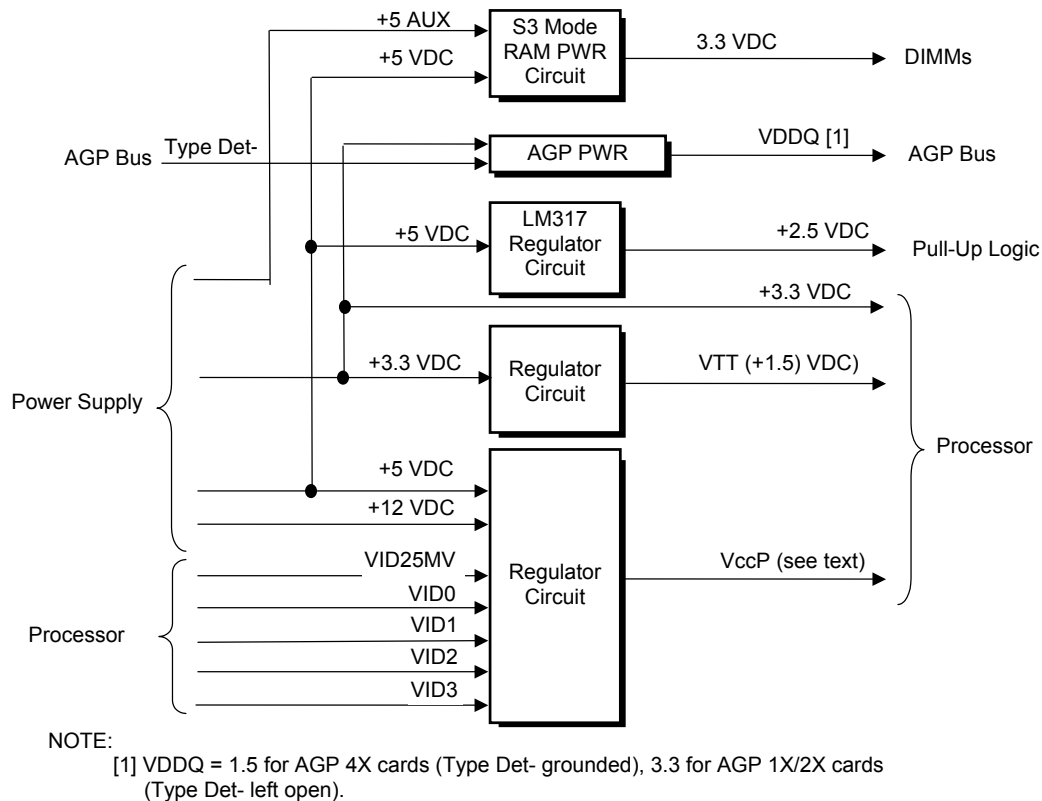 +5 AUX
+5 VDC
S3 Mode
RAM PWR
Circuit
3.3 VDC
DIMMs
AGP Bus
Type Det-
AGP PWR
VDDQ [1]
AGP Bus
+5 VDC
LM317
Regulator
Circuit
+2.5 VDC
Pull-Up Logic
+3.3 VDC
Power Supply
+3.3 VDC
Regulator
Circuit
VTT (+1.5) VDC)
Processor
+5 VDC
+12 VDC
Processor
VID25MV
VID0
VID1
VID2
VID3
Regulator
Circuit
VccP (see text)
NOTE:
[1] VDDQ = 1.5 for AGP 4X cards (Type Det- grounded), 3.3 for AGP 1X/2X cards
(Type Det- left open).